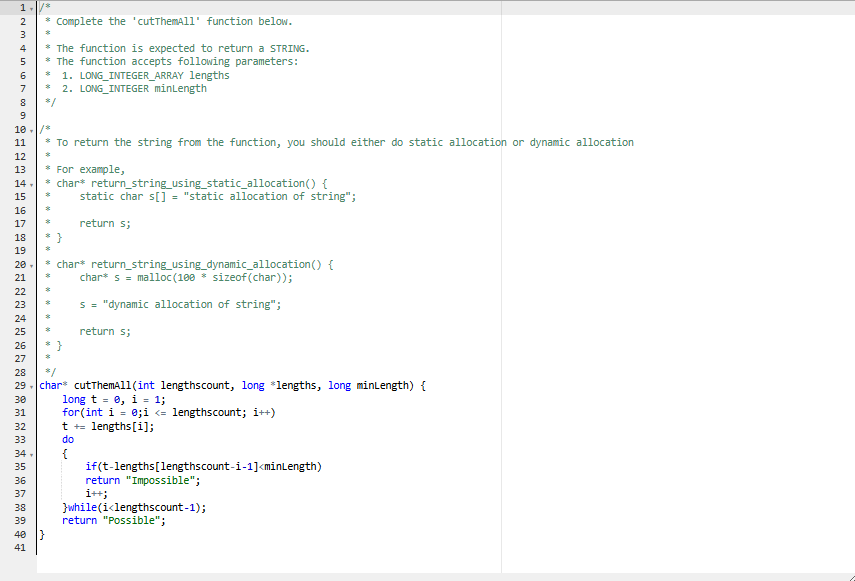 1 /*
2  * Complete the 'cutThemAll' function below.
3  *
4  * The function is expected to return a STRING.
5  * The function accepts following parameters:
6  *  1. LONG_INTEGER_ARRAY lengths
7  *  2. LONG_INTEGER minLength
8  */
9
10 /*
11  * To return the string from the function, you should either do static allocation or dynamic allocation
12  *
13  * For example,
14  * char* return_string_using_static_allocation() {
15  *     static char s[] = "static allocation of string";
16  *
17  *     return s;
18  * }
19  *
20  * char* return_string_using_dynamic_allocation() {
21  *     char* s = malloc(100 * sizeof(char));
22  *
23  *     s = "dynamic allocation of string";
24  *
25  *     return s;
26  * }
27  *
28  */
29 char* cutThemAll(int lengthscount, long *lengths, long minLength) {
30     long t = 0, i = 1;
31     for(int i = 0;i <= lengthscount; i++)
32     t += lengths[i];
33     do
34     {
35         if(t-lengths[lengthscount-i-1]<minLength)
36         return "Impossible";
37         i++;
38     }while(i<lengthscount-1);
39     return "Possible";
40 }
41